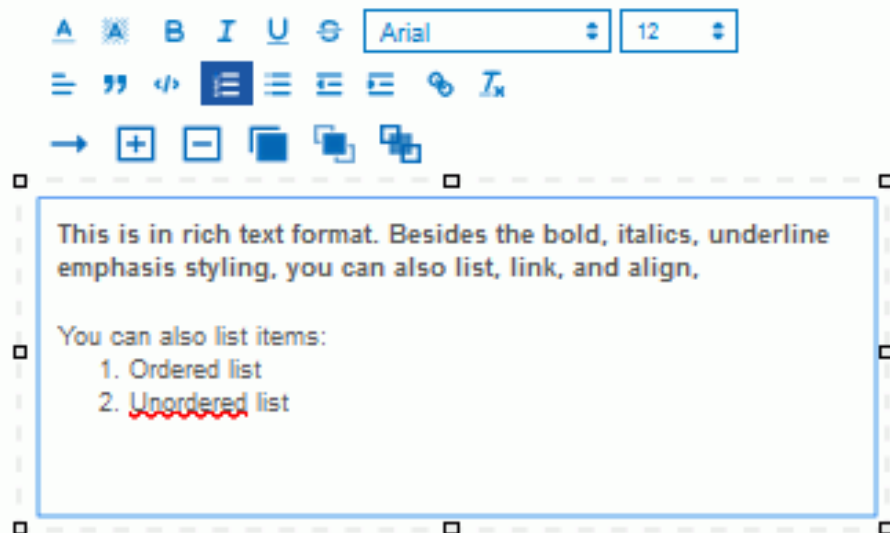 A A B I U S Arial 12
This is in rich text format. Besides the bold, italics, underline
emphasis styling, you can also list, link, and align,
You can also list items:
1. Ordered list
2. Unordered list